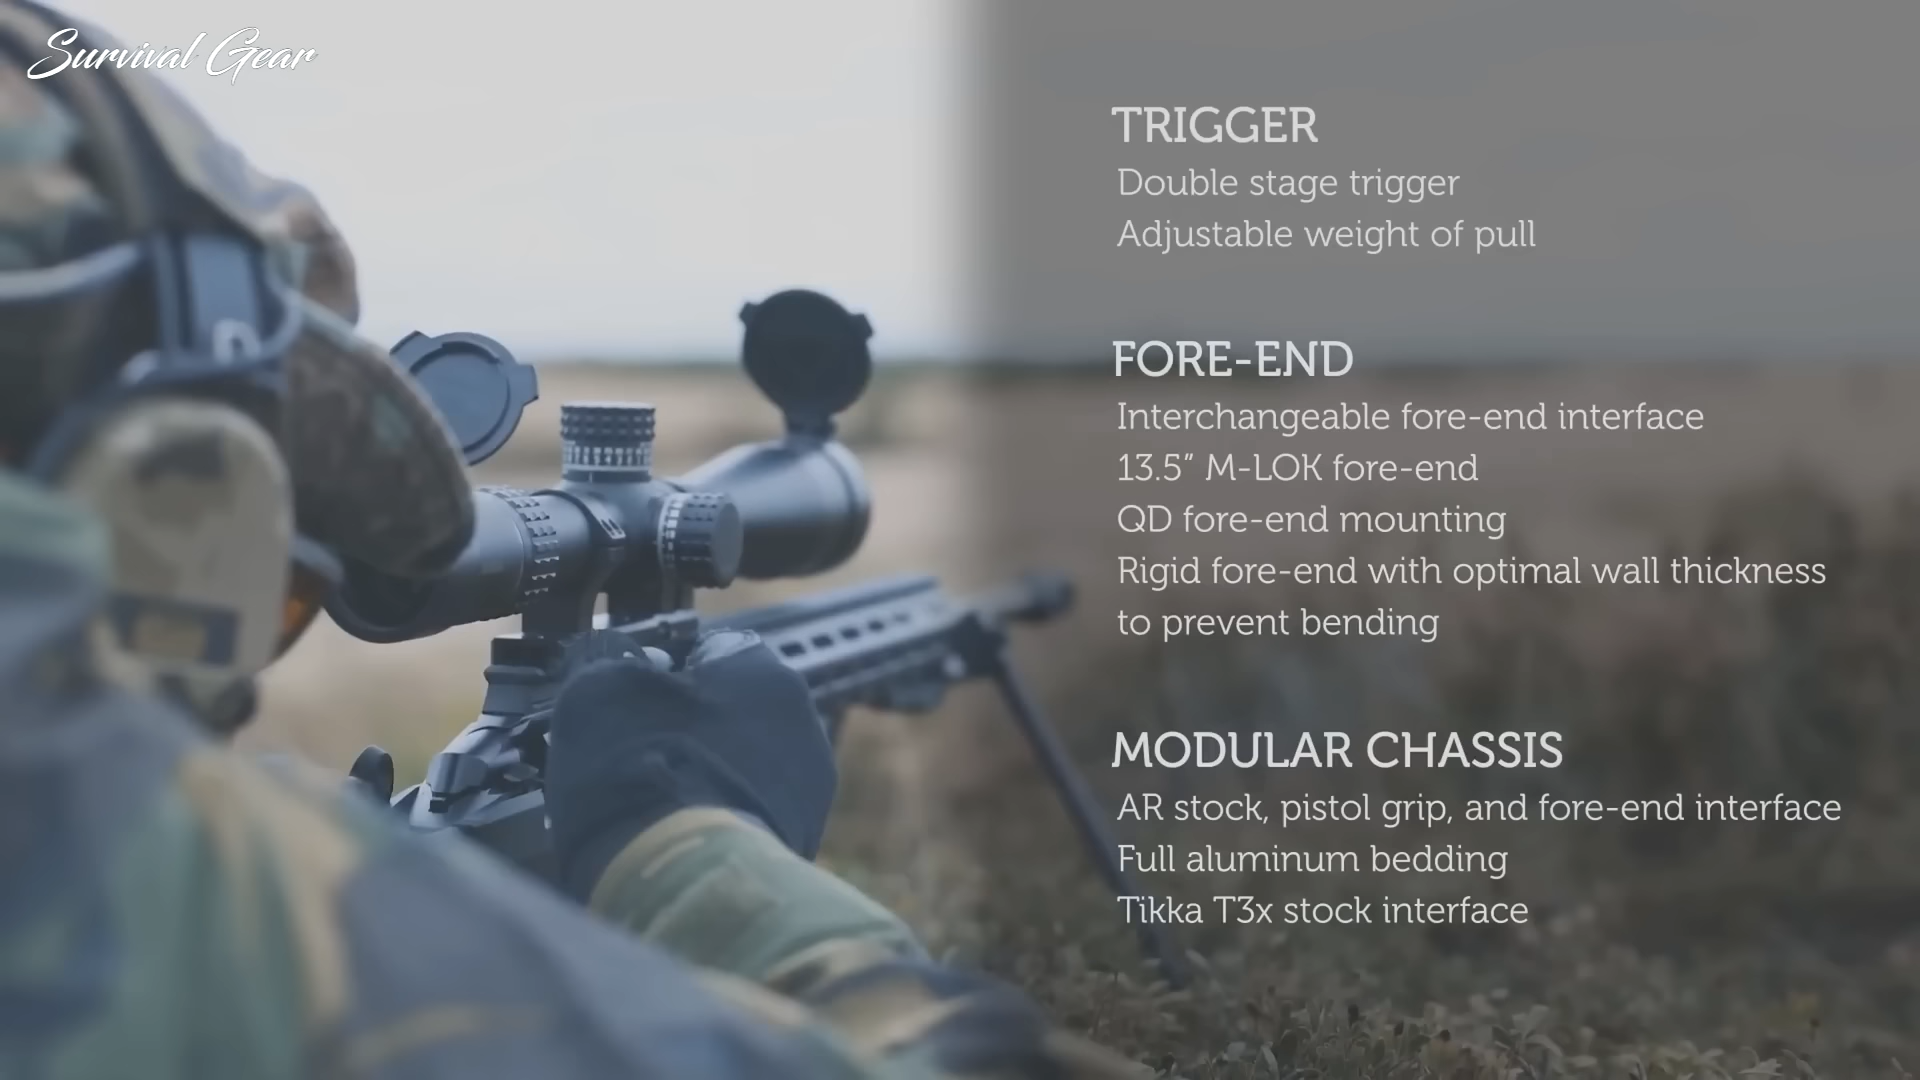 Survival Gear
TRIGGER
Double stage trigger
Adjustable weight of pull
FORE-END
Interchangeable fore-end interface
13.5” M-LOK fore-end
QD fore-end mounting
Rigid fore-end with optimal wall thickness
to prevent bending
MODULAR CHASSIS
AR stock, pistol grip, and fore-end interface
Full aluminum bedding
Tikka T3x stock interface